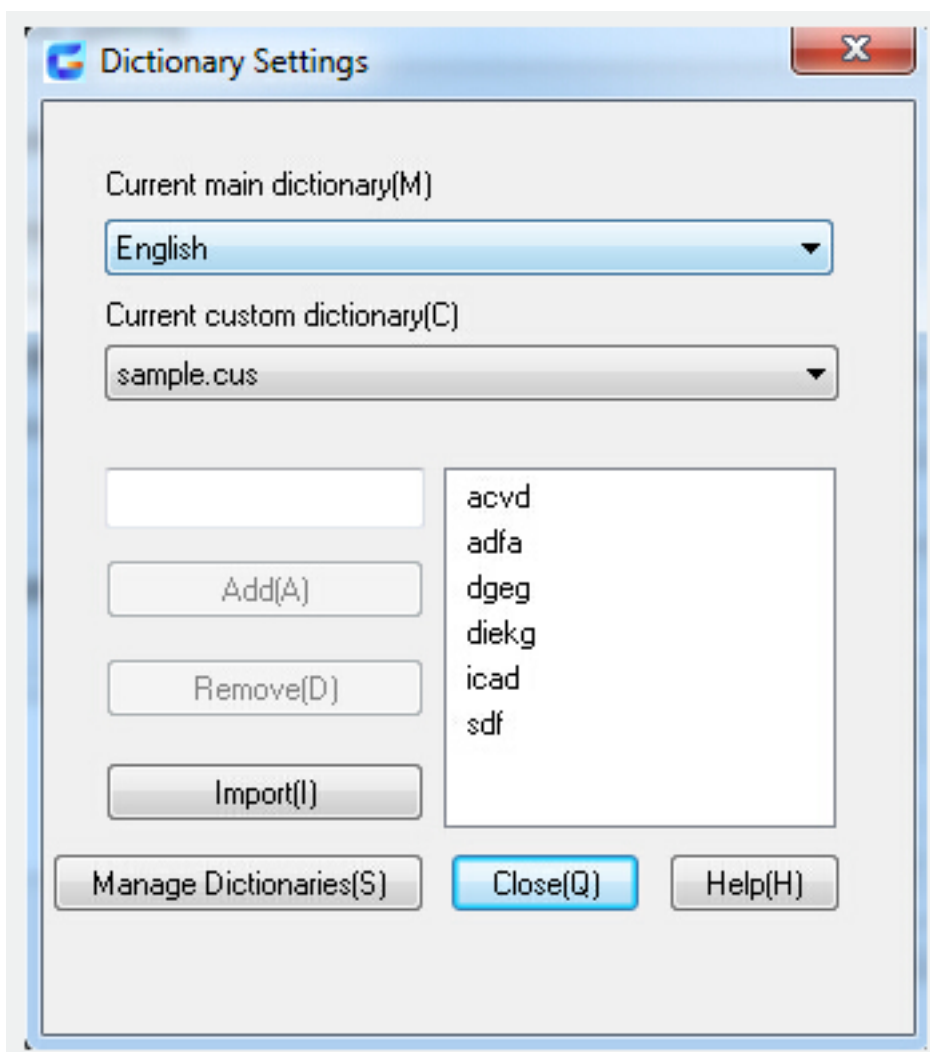 Dictionary Settings
Current main dictionary(M)
English
Current custom dictionary(C)
sample.cus
acvd
adfa
dgeg
diekg
icad
sdf
Add(A)
Remove(D)
Import(I)
Manage Dictionaries(S)
Close(Q)
Help(H)